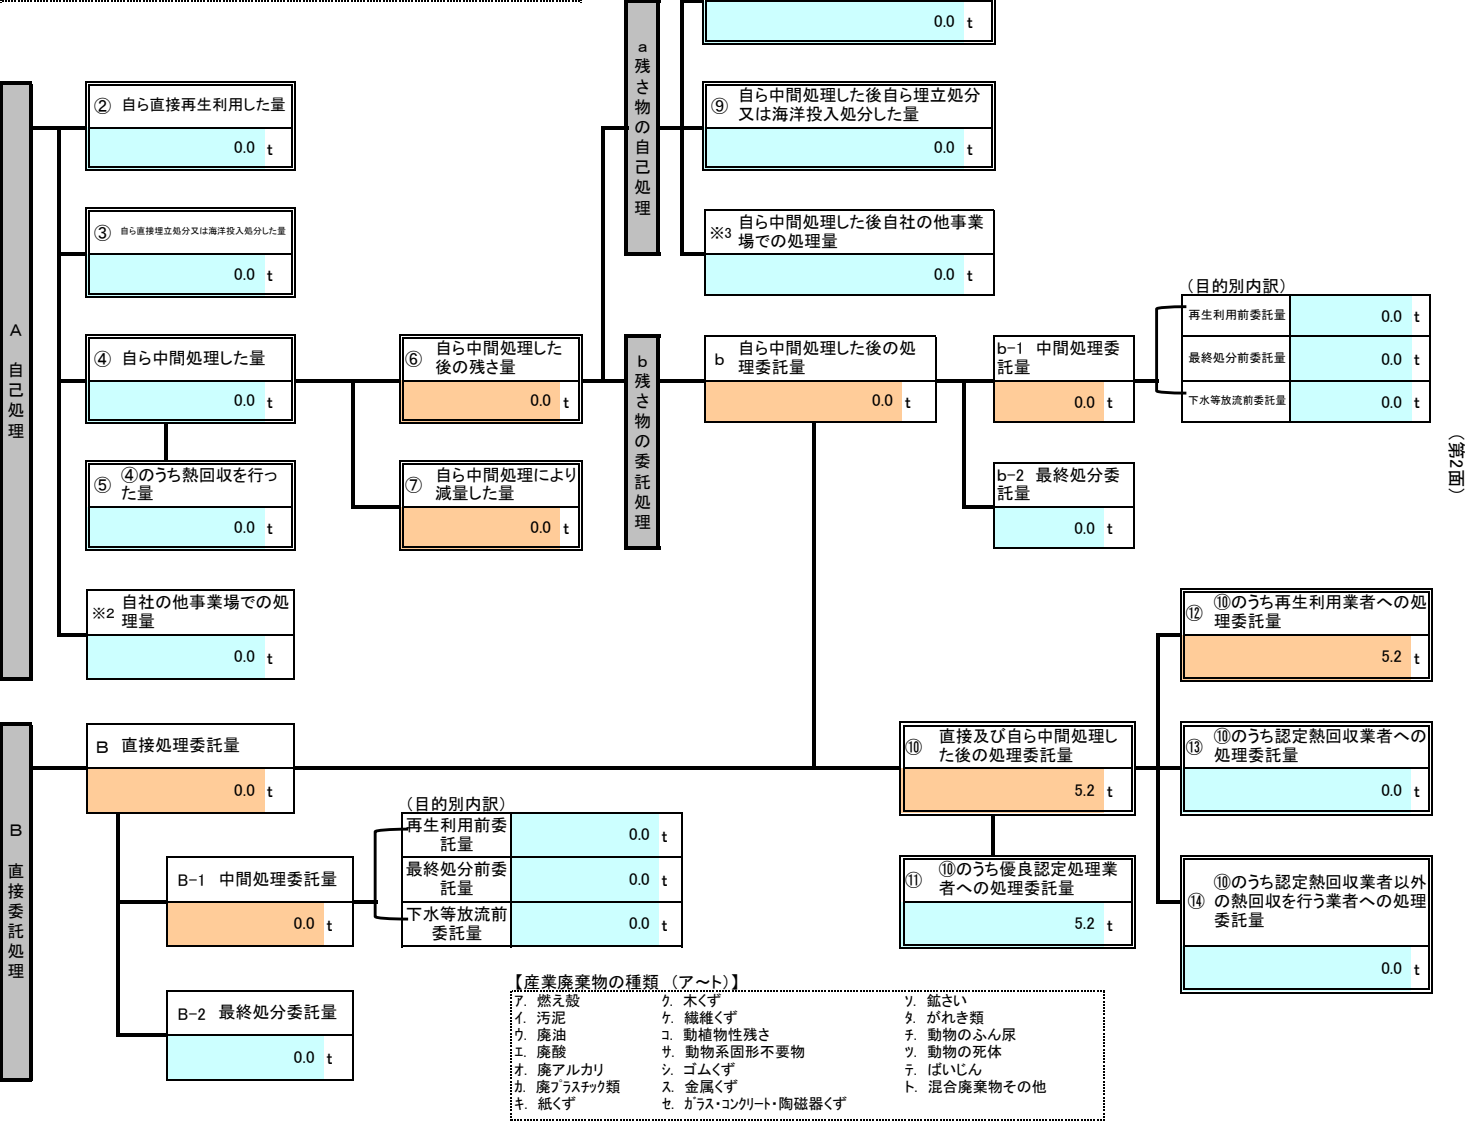 0.0 t
a 残さ物の自己処理
② 自ら直接再生利用した量
0.0 t
⑨ 自ら中間処理した後自ら埋立処分
又は海洋投入処分した量
0.0 t
③ 自ら直接埋立処分又は海洋投入処分した量
0.0 t
※3 自ら中間処理した後自社の他事業
場での処理量
0.0 t
A 自己処理
④ 自ら中間処理した量
0.0 t
⑥ 自ら中間処理した
後の残さ量
0.0 t
b 残さ物の委託処理
b 自ら中間処理した後の処
理委託量
0.0 t
b-1 中間処理委
託量
0.0 t
(目的別内訳)
再生利用前委託量 0.0 t
最終処分前委託量 0.0 t
下水等放流前委託量 0.0 t
(第2面)
⑤ ④のうち熱回収を行っ
た量
0.0 t
⑦ 自ら中間処理により
減量した量
0.0 t
b-2 最終処分委
託量
0.0 t
※2 自社の他事業場での処
理量
0.0 t
⑫ ⑩のうち再生利用業者への処
理委託量
5.2 t
B 直接委託処理
B 直接処理委託量
0.0 t
⑩ 直接及び自ら中間処理し
た後の処理委託量
5.2 t
⑬ ⑩のうち認定熱回収業者への
処理委託量
0.0 t
(目的別内訳)
再生利用前委
託量
0.0 t
最終処分前委
託量
0.0 t
下水等放流前
委託量
0.0 t
B-1 中間処理委託量
0.0 t
⑪ ⑩のうち優良認定処理業
者への処理委託量
5.2 t
⑭ ⑩のうち認定熱回収業者以外
の熱回収を行う業者への処理
委託量
0.0 t
B-2 最終処分委託量
0.0 t
【産業廃棄物の種類 (ア～ト)】
ア. 燃え殻 ク. 木くず ソ. 鉱さい
イ. 汚泥 ケ. 繊維くず タ. がれき類
ウ. 廃油 コ. 動植物性残さ チ. 動物のふん尿
エ. 廃酸 サ. 動物系固形不要物 ツ. 動物の死体
オ. 廃アルカリ シ. ゴムくず テ. ばいじん
カ. 廃プラスチック類 ス. 金属くず ト. 混合廃棄物その他
キ. 紙くず セ. ガラス・コンクリート・陶磁器くず